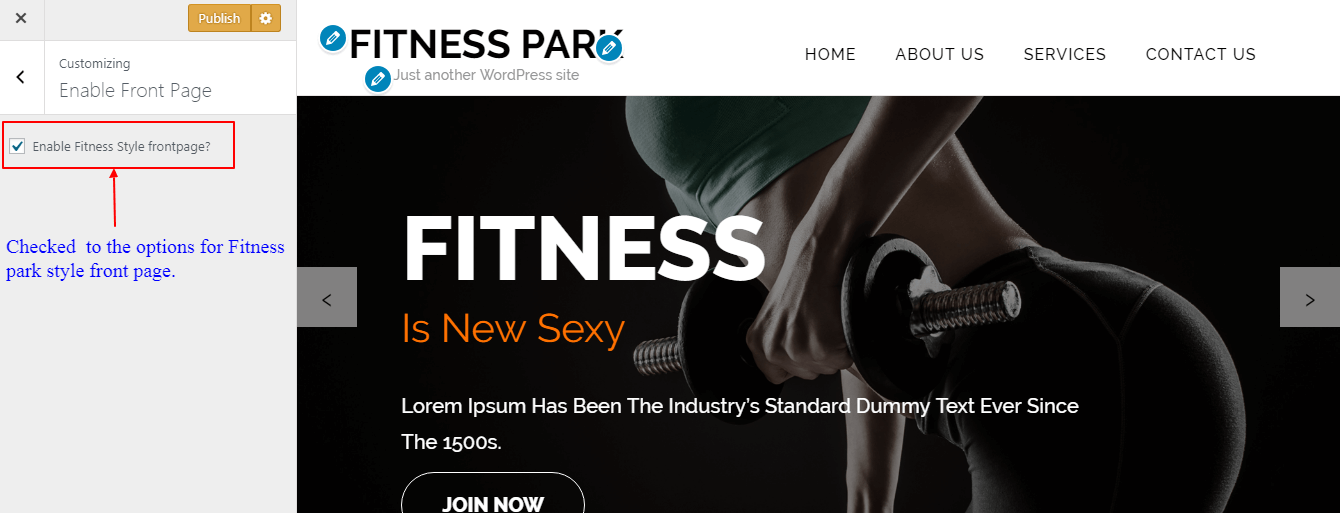 Publish
Customizing
Enable Front Page
Enable Fitness Style frontpage?
Checked to the options for Fitness
park style front page.
FITNESS PARK
Just another WordPress site
HOME ABOUT US SERVICES CONTACT US
FITNESS
Is New Sexy
Lorem Ipsum Has Been The Industry’s Standard Dummy Text Ever Since
The 1500s.
JOIN NOW